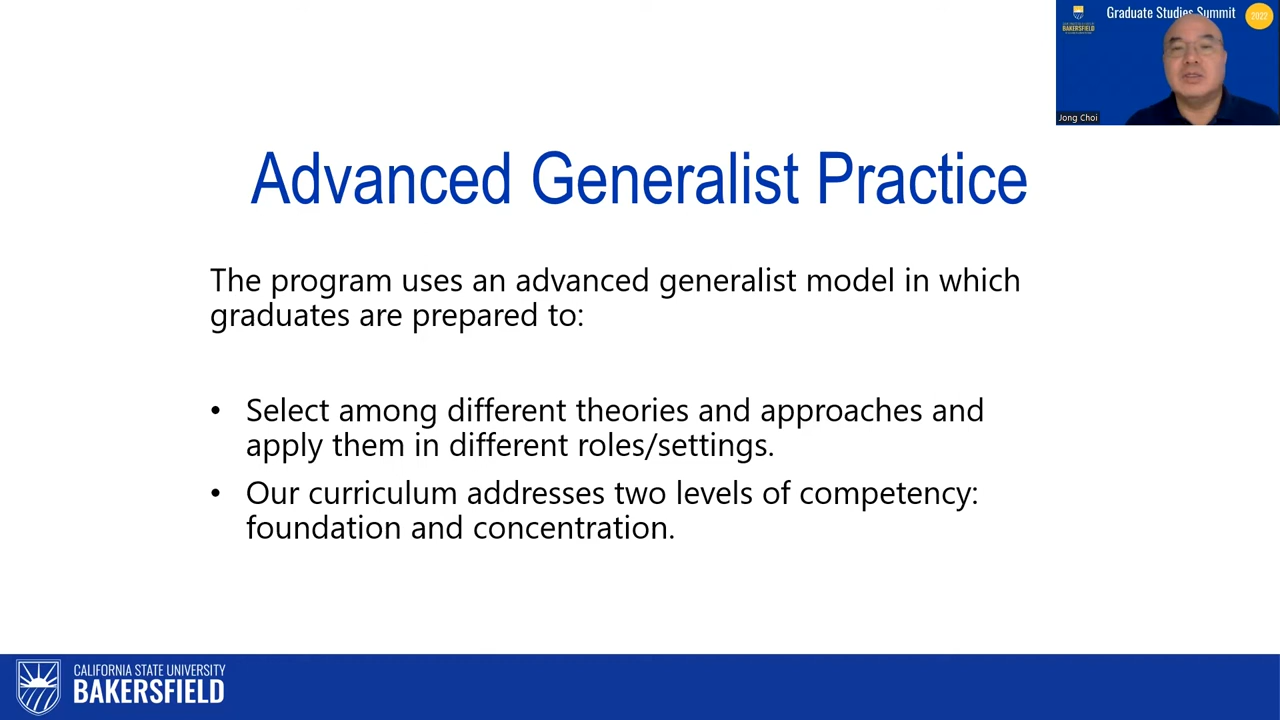 Graduate Studies Summit
2022
BAKERSFIELD
Jong Choi
Advanced Generalist Practice
The program uses an advanced generalist model in which
graduates are prepared to:
• Select among different theories and approaches and
apply them in different roles/settings.
• Our curriculum addresses two levels of competency:
foundation and concentration.
CALIFORNIA STATE UNIVERSITY
BAKERSFIELD